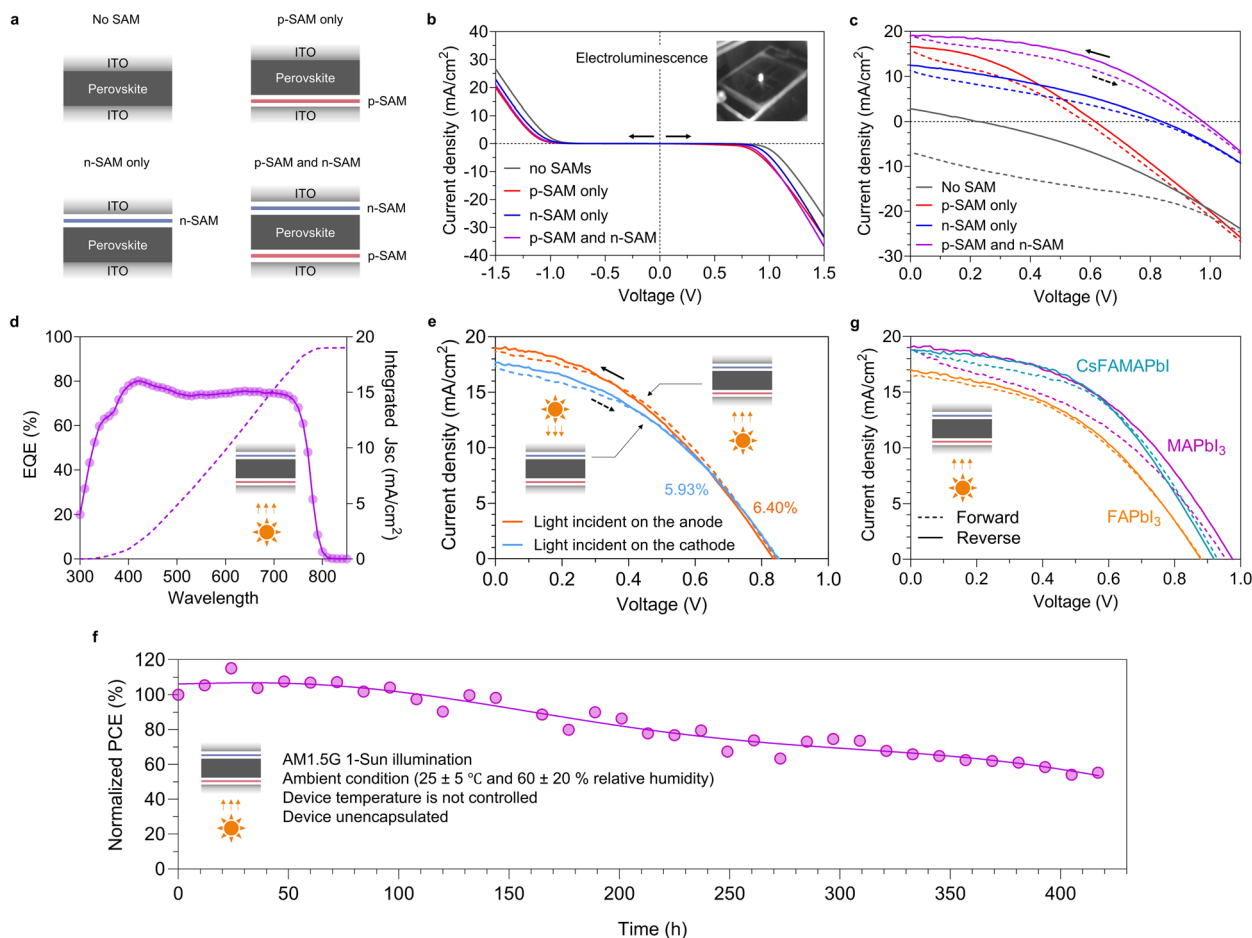 a
No SAM
p-SAM only
ITO
Perovskite
ITO
ITO
Perovskite
p-SAM
ITO
n-SAM only
p-SAM and n-SAM
ITO
n-SAM
Perovskite
ITO
ITO
n-SAM
Perovskite
p-SAM
ITO
b
Current density (mA/cm²)
40
30
20
10
0
-10
-20
-30
-40
Electroluminescence
no SAMs
p-SAM only
n-SAM only
p-SAM and n-SAM
-1.5 -1.0 -0.5 0.0 0.5 1.0 1.5
Voltage (V)
c
Current density (mA/cm²)
20
10
0
-10
-20
-30
No SAM
p-SAM only
n-SAM only
p-SAM and n-SAM
0.0 0.2 0.4 0.6 0.8 1.0
Voltage (V)
d
EQE (%)
100
80
60
40
20
0
300 400 500 600 700 800
Wavelength
20
15
10
5
0
Integrated Jsc (mA/cm²)
e
Current density (mA/cm²)
20
15
10
5
0
5.93%
6.40%
Light incident on the anode
Light incident on the cathode
0.0 0.2 0.4 0.6 0.8 1.0
Voltage (V)
g
Current density (mA/cm²)
20
15
10
5
0
CsFAMAPbI
MAPbI₃
FAPbI₃
Forward
Reverse
0.0 0.2 0.4 0.6 0.8 1.0
Voltage (V)
f
Normalized PCE (%)
120
100
80
60
40
20
0
AM1.5G 1-Sun illumination
Ambient condition (25 ± 5 °C and 60 ± 20 % relative humidity)
Device temperature is not controlled
Device unencapsulated
0 50 100 150 200 250 300 350 400
Time (h)